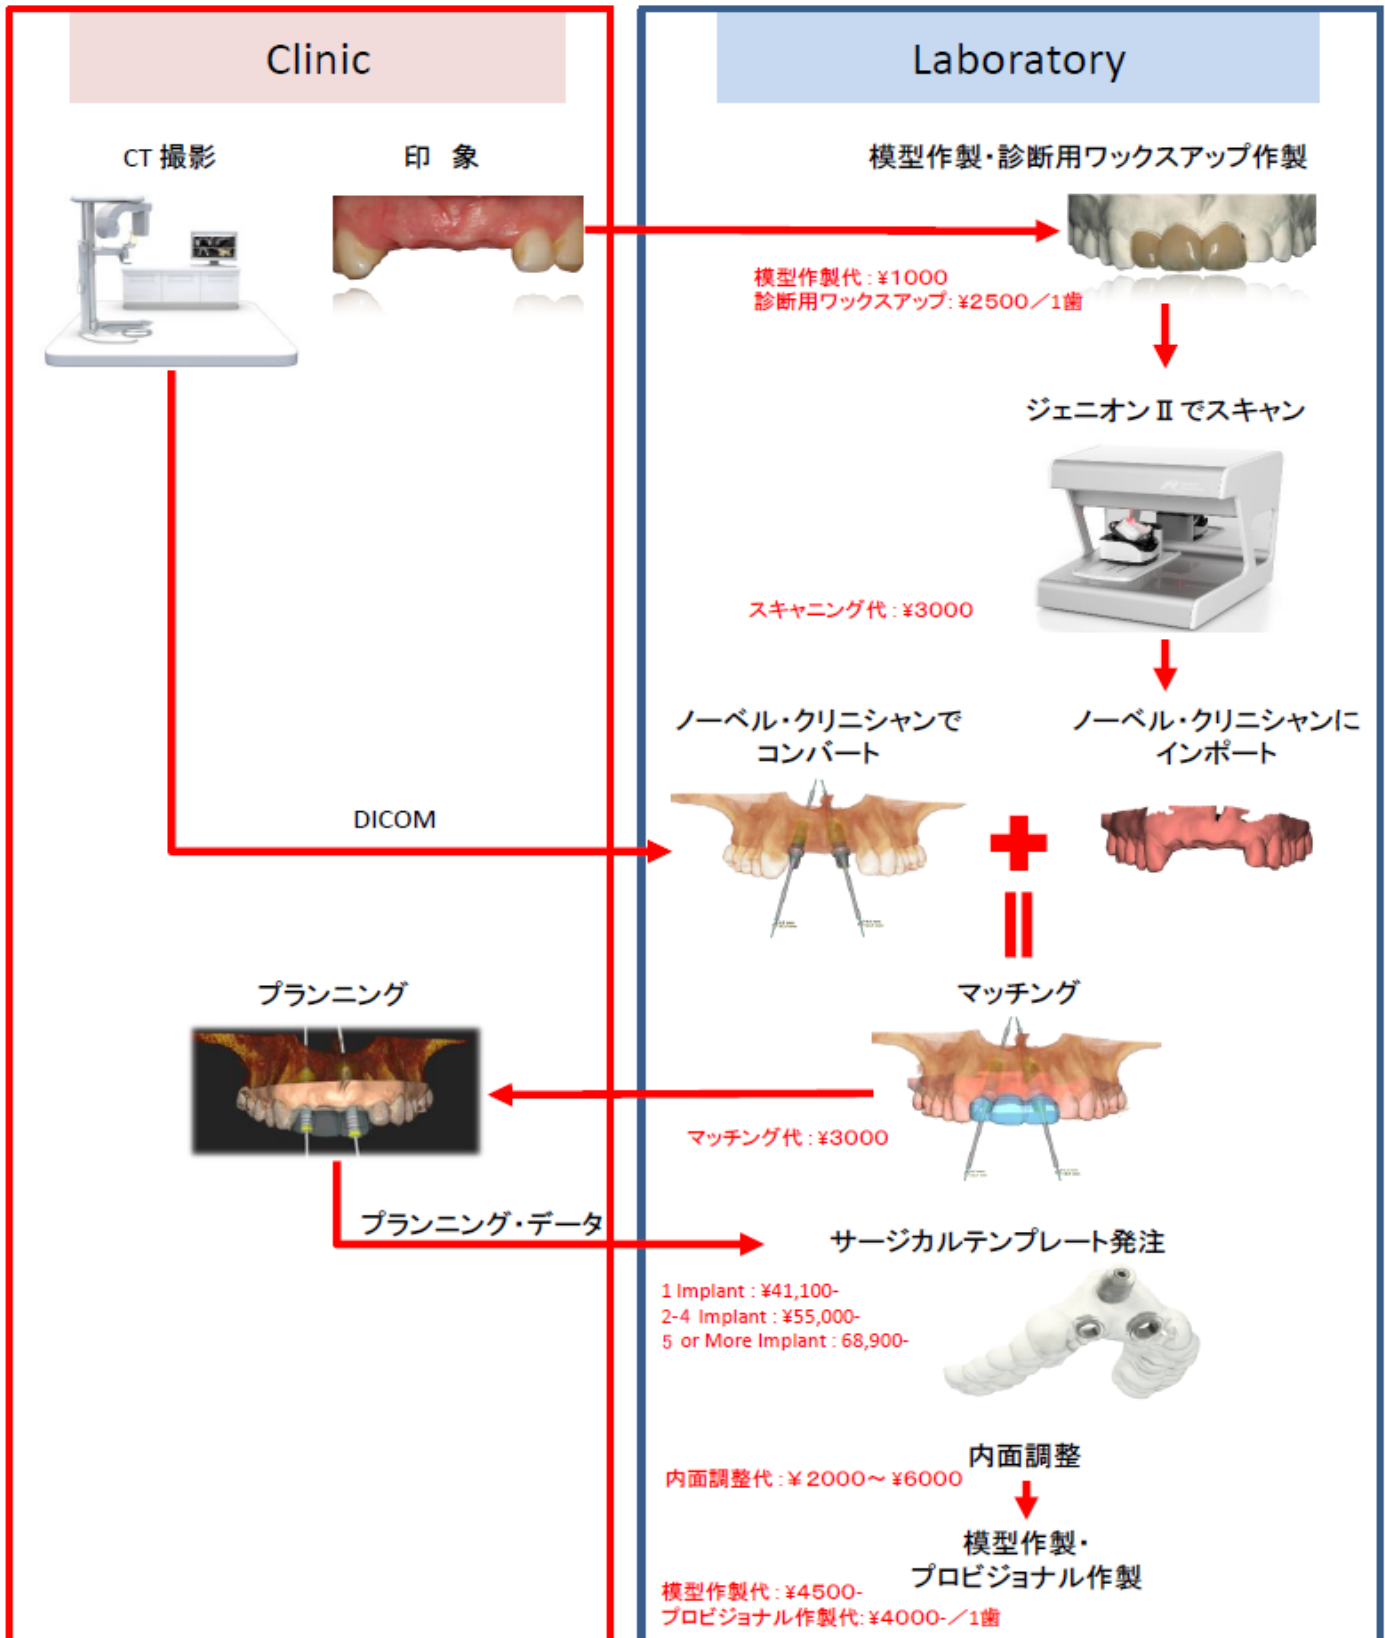 Clinic
Laboratory
CT 撮影
印 象
模型作製・診断用ワックスアップ作製
模型作製代：¥1000
診断用ワックスアップ：¥2500／1歯
ジェニオンⅡでスキャン
スキャニング代：¥3000
ノーベル・クリニシャンで
コンバート
ノーベル・クリニシャンに
インポート
DICOM
プランニング
マッチング
マッチング代：¥3000
プランニング・データ
サージカルテンプレート発注
1 Implant : ¥41,100-
2-4 Implant : ¥55,000-
5 or More Implant : 68,900-
内面調整
内面調整代：¥2000～¥6000
模型作製・
プロビジョナル作製
模型作製代：¥4500-
プロビジョナル作製代：¥4000-／1歯